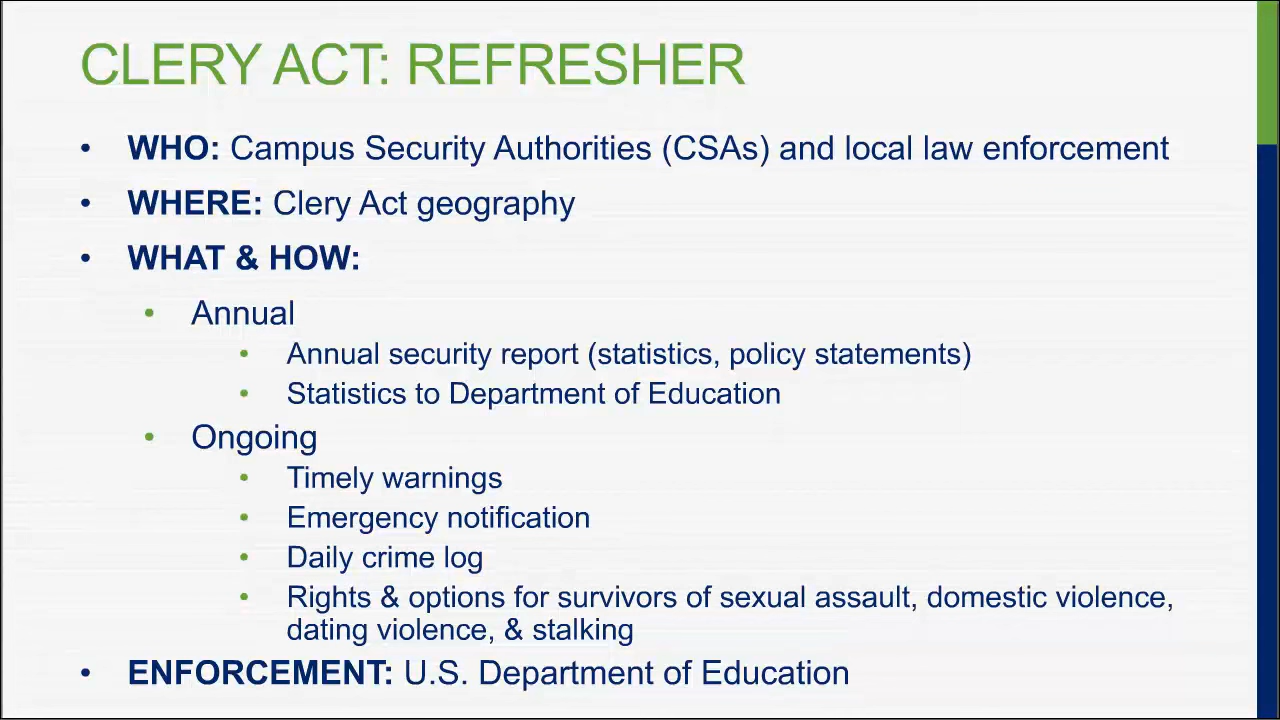 CLERY ACT: REFRESHER
• WHO: Campus Security Authorities (CSAs) and local law enforcement
• WHERE: Clery Act geography
• WHAT & HOW:
• Annual
• Annual security report (statistics, policy statements)
• Statistics to Department of Education
• Ongoing
• Timely warnings
• Emergency notification
• Daily crime log
• Rights & options for survivors of sexual assault, domestic violence,
dating violence, & stalking
• ENFORCEMENT: U.S. Department of Education